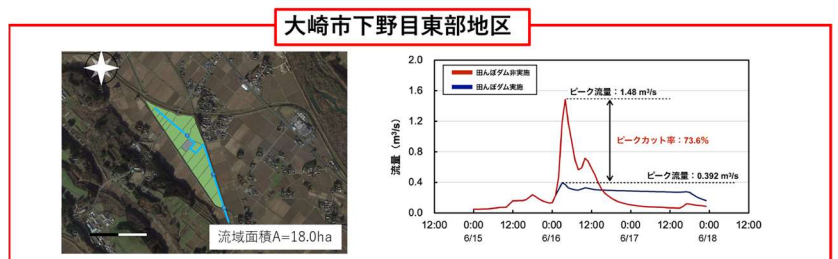 大崎市下野目東部地区
流域面積A=18.0ha
流量（m³/s）
2.0
1.6
1.2
0.8
0.4
0.0
田んぼダム非実施
田んぼダム実施
ピーク流量：1.48 m³/s
ピークカット率：73.6%
ピーク流量：0.392 m³/s
12:00 0:00 12:00 0:00 12:00 0:00 12:00 0:00 12:00
6/15 6/16 6/17 6/18